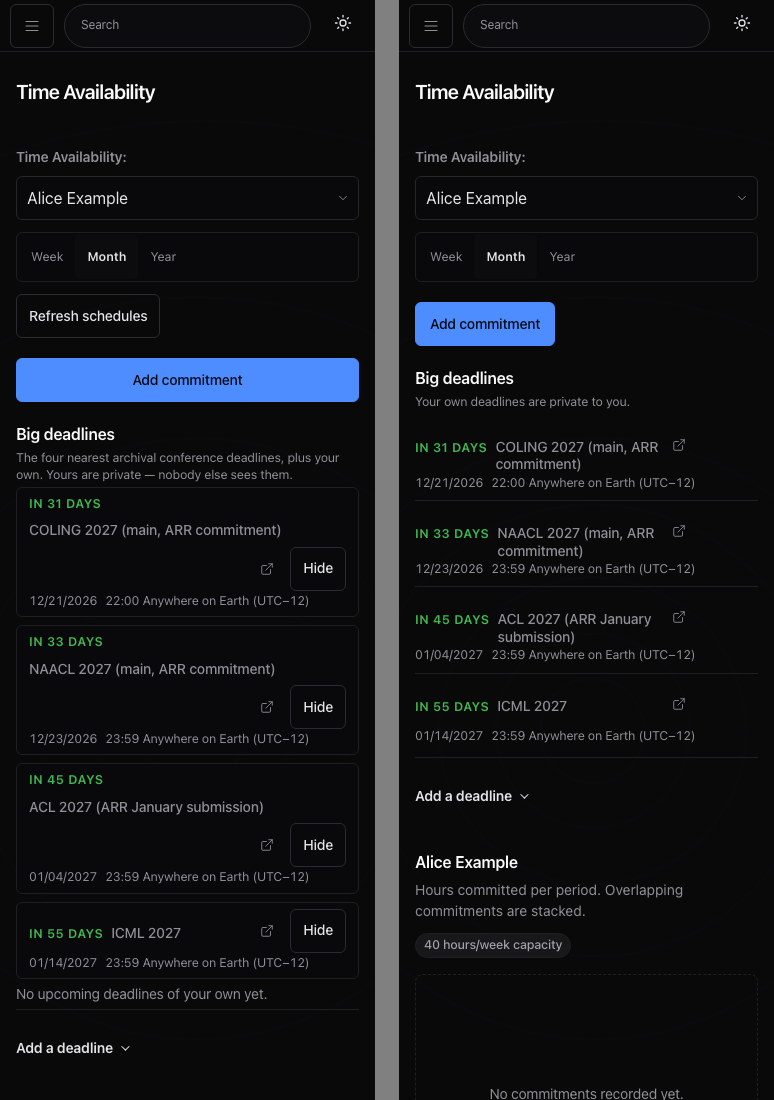 Search
Time Availability
Time Availability:
Alice Example
Week Month Year
Refresh schedules
Add commitment
Big deadlines
The four nearest archival conference deadlines, plus your
own. Yours are private — nobody else sees them.
IN 31 DAYS
COLING 2027 (main, ARR commitment)
Hide
12/21/2026 22:00 Anywhere on Earth (UTC−12)
IN 33 DAYS
NAACL 2027 (main, ARR commitment)
Hide
12/23/2026 23:59 Anywhere on Earth (UTC−12)
IN 45 DAYS
ACL 2027 (ARR January submission)
Hide
01/04/2027 23:59 Anywhere on Earth (UTC−12)
IN 55 DAYS ICML 2027
Hide
01/14/2027 23:59 Anywhere on Earth (UTC−12)
No upcoming deadlines of your own yet.
Add a deadline
Search
Time Availability
Time Availability:
Alice Example
Week Month Year
Add commitment
Big deadlines
Your own deadlines are private to you.
IN 31 DAYS COLING 2027 (main, ARR
commitment)
12/21/2026 22:00 Anywhere on Earth (UTC−12)
IN 33 DAYS NAACL 2027 (main, ARR
commitment)
12/23/2026 23:59 Anywhere on Earth (UTC−12)
IN 45 DAYS ACL 2027 (ARR January
submission)
01/04/2027 23:59 Anywhere on Earth (UTC−12)
IN 55 DAYS ICML 2027
01/14/2027 23:59 Anywhere on Earth (UTC−12)
Add a deadline
Alice Example
Hours committed per period. Overlapping
commitments are stacked.
40 hours/week capacity
No commitments recorded yet.